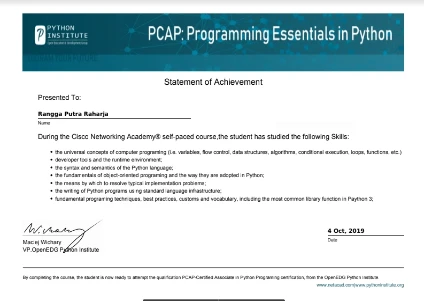 PYTHON
INSTITUTE
PCAP: Programming Essentials in Python
Statement of Achievement
Presented To:
Rangga Putra Raharja
Name
During the Cisco Networking Academy® self-paced course,the student has studied the following Skills:
• the universal concepts of computer programing (i.e. variables, flow control, data structures, algorithms, conditional execution, loops, functions, etc.)
• developer tools and the runtime environment;
• the syntax and semantics of the Python language;
• the fundamentals of object-oriented programing and the way they are adopted in Python;
• the means by which to resolve typical implementation problems;
• the writing of Python programs using standard language infrastructure;
• fundamental programing techniques, best practices, customs and vocabulary, including the most common library function in Paython 3;
Maciej Wichary
VP.OpenEDG Python Institute
4 Oct, 2019
Date
By completing the course, the student is now ready to attempt the qualification PCAP-Certified Associate in Python Programing certification, from the OpenEDG Python Institute
www.netacad.com|www.pythoninstitute.org